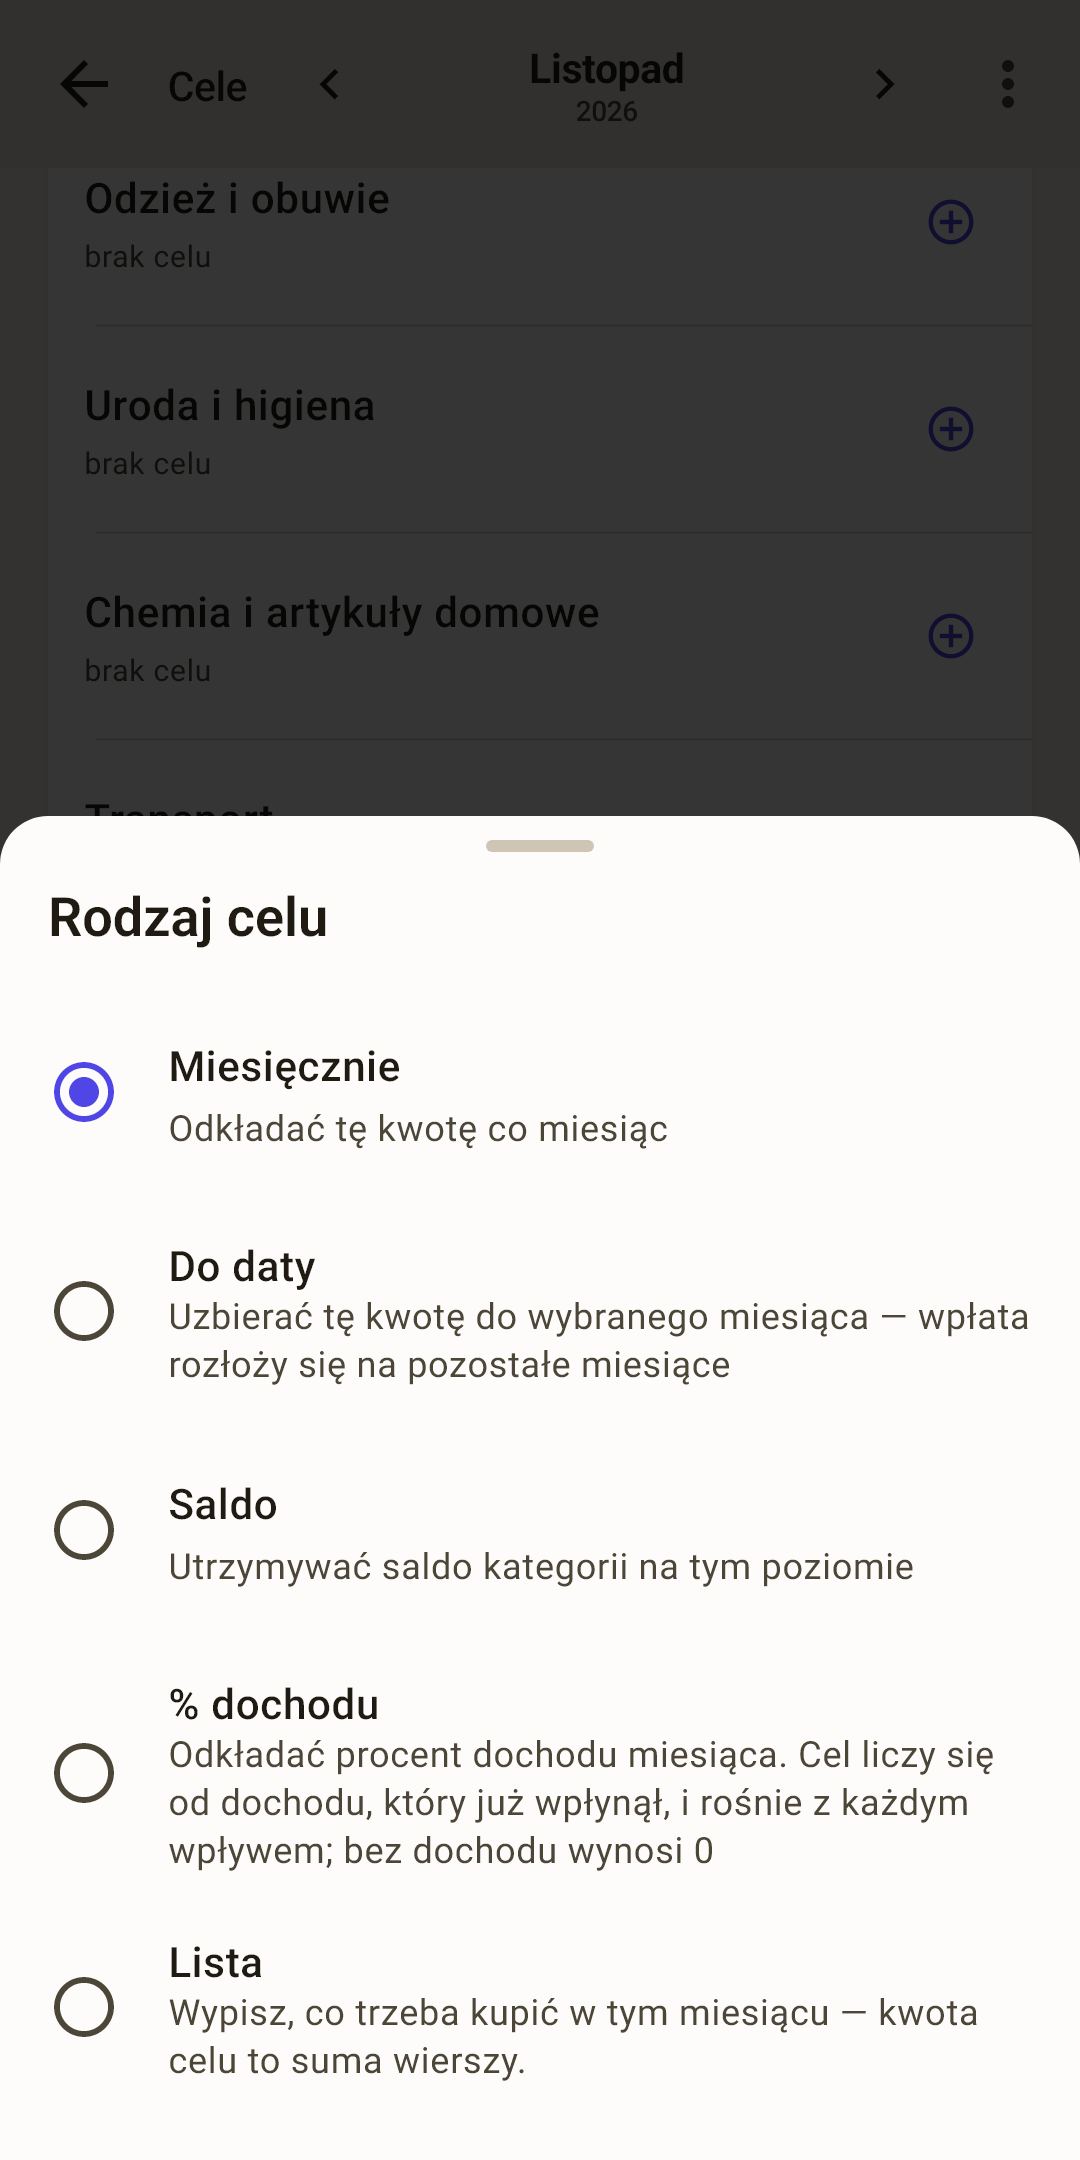 Cele
Listopad
2026
Odzież i obuwie
brak celu
Uroda i higiena
brak celu
Chemia i artykuły domowe
brak celu
Transport
Rodzaj celu
Miesięcznie
Odkładać tę kwotę co miesiąc
Do daty
Uzbierać tę kwotę do wybranego miesiąca — wpłata
rozłoży się na pozostałe miesiące
Saldo
Utrzymywać saldo kategorii na tym poziomie
% dochodu
Odkładać procent dochodu miesiąca. Cel liczy się
od dochodu, który już wpłynął, i rośnie z każdym
wpływem; bez dochodu wynosi 0
Lista
Wypisz, co trzeba kupić w tym miesiącu — kwota
celu to suma wierszy.